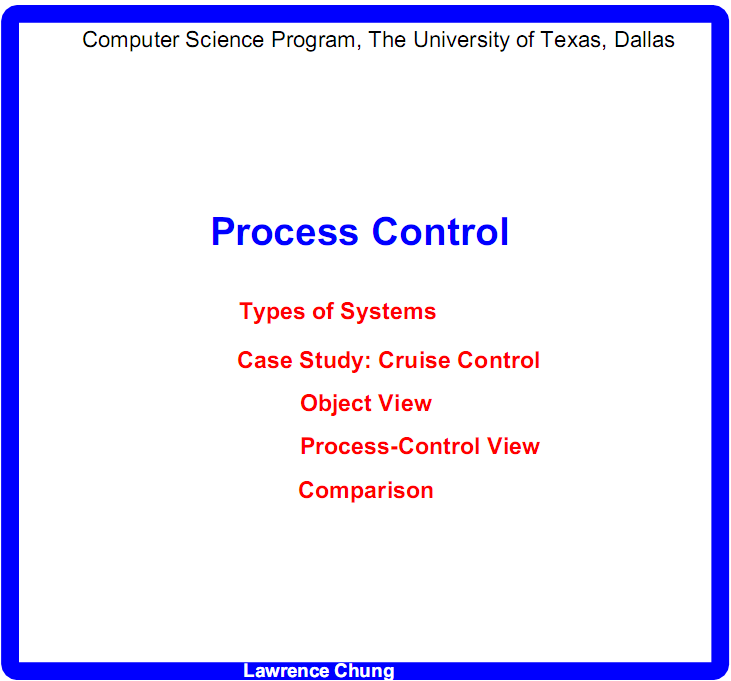 Computer Science Program, The University of Texas, Dallas
Process Control
Types of Systems
Case Study: Cruise Control
Object View
Process-Control View
Comparison
Lawrence Chung